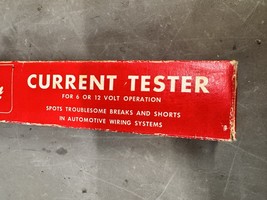 CURRENT TESTER
FOR 6 OR 12 VOLT OPERATION
SPOTS TROUBLESOME BREAKS AND SHORTS
IN AUTOMOTIVE WIRING SYSTEMS